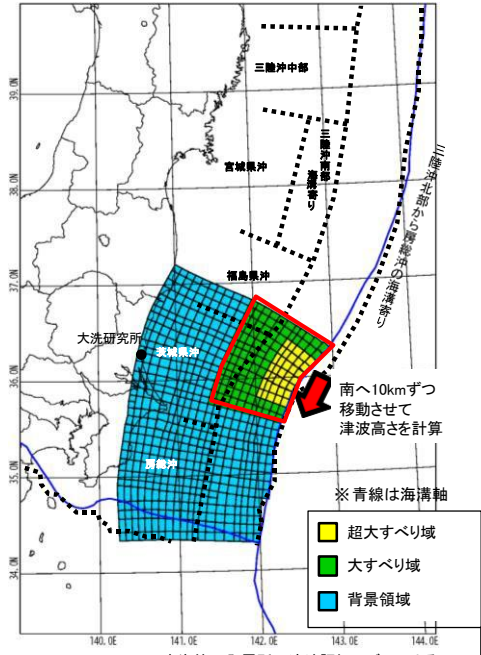 三陸沖中部
39.0N
三陸沖南部
海溝寄り
宮城県沖
38.0N
三陸沖北部から房総沖の海溝寄り
福島県沖
37.0N
大洗研究所
茨城県沖
36.0N
南へ10kmずつ
移動させて
津波高さを計算
房総沖
35.0N
※青線は海溝軸
超大すべり域
大すべり域
背景領域
34.0N
140.0E
141.0E
142.0E
143.0E
144.0E